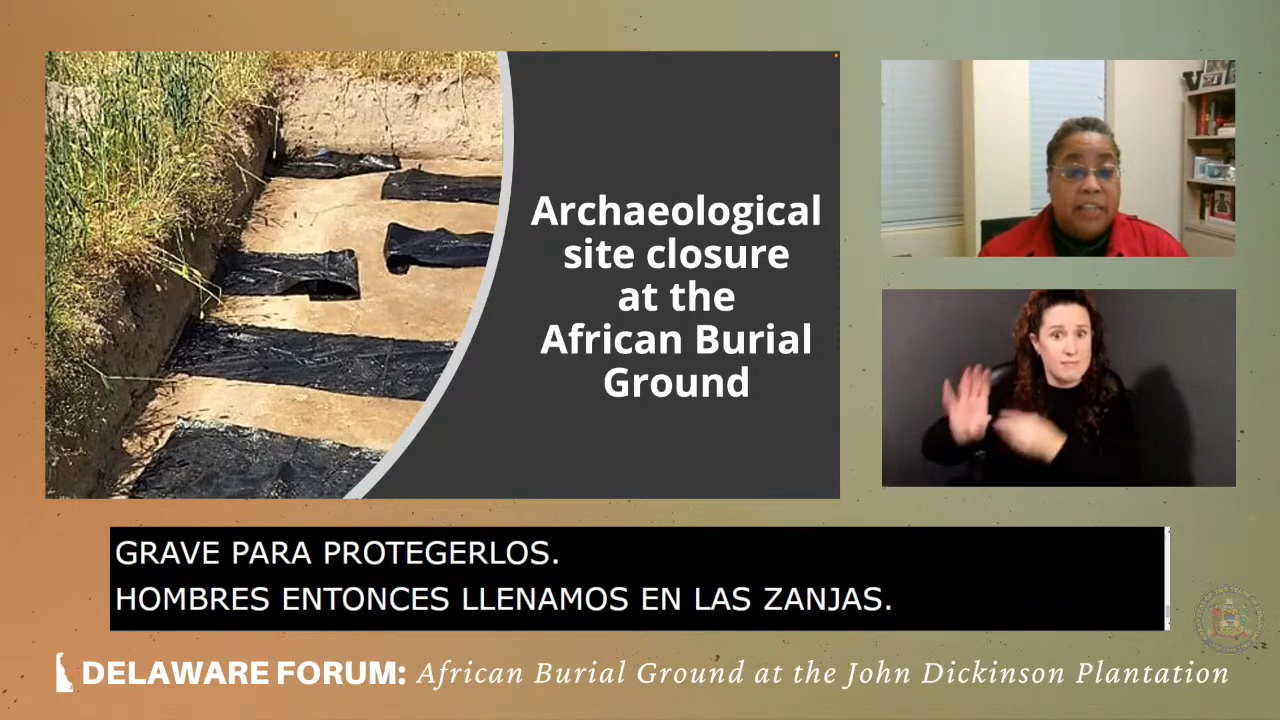 Archaeological
site closure
at the
African Burial
Ground
GRAVE PARA PROTEGERLOS.
HOMBRES ENTONCES LLENAMOS EN LAS ZANJAS.
DELAWARE FORUM: African Burial Ground at the John Dickinson Plantation